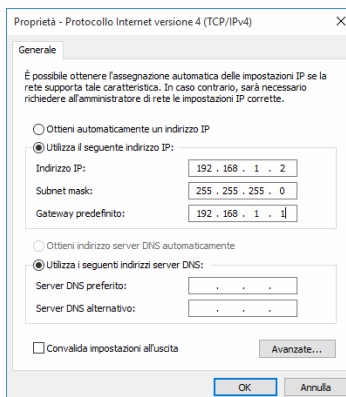 Proprietà - Protocollo Internet versione 4 (TCP/IPv4)
Generale
È possibile ottenere l'assegnazione automatica delle impostazioni IP se la
rete supporta tale caratteristica. In caso contrario, sarà necessario
richiedere all'amministratore di rete le impostazioni IP corrette.
Ottieni automaticamente un indirizzo IP
Utilizza il seguente indirizzo IP:
Indirizzo IP: 192 . 168 . 1 . 2
Subnet mask: 255 . 255 . 255 . 0
Gateway predefinito: 192 . 168 . 1 . 1
Ottieni indirizzo server DNS automaticamente
Utilizza i seguenti indirizzi server DNS:
Server DNS preferito: . . .
Server DNS alternativo: . . .
Convalida impostazioni all'uscita Avanzate...
OK Annulla